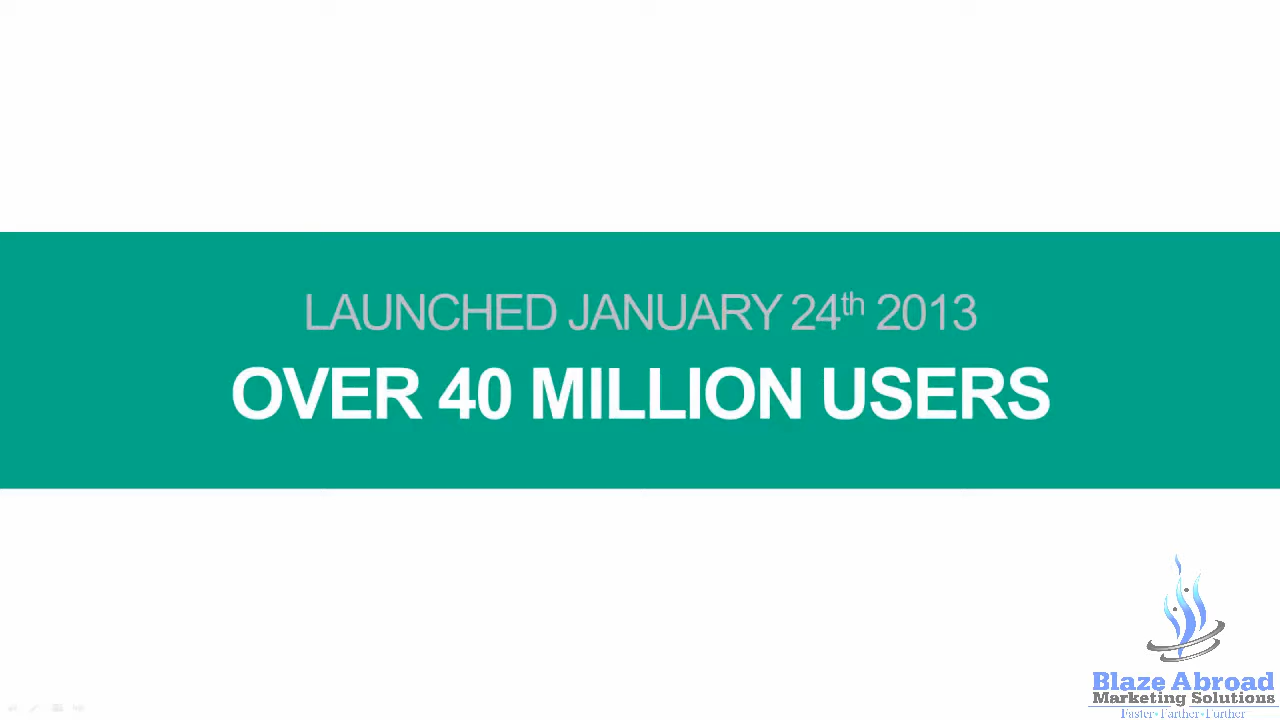 LAUNCHED JANUARY 24th 2013
OVER 40 MILLION USERS
Blaze Abroad
Marketing Solutions
Faster-Farther-Further